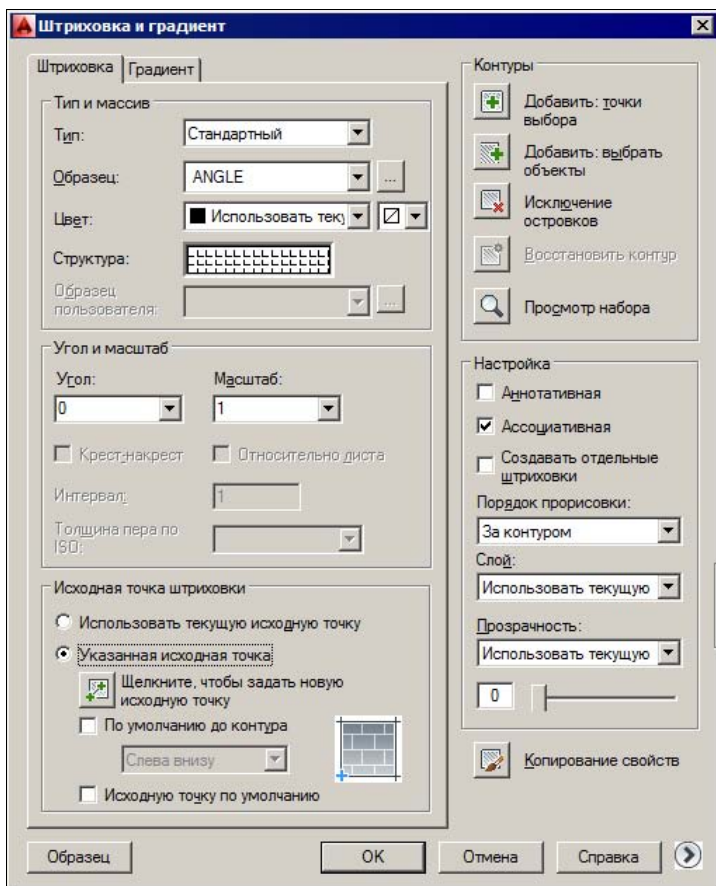 Штриховка и градиент
Штриховка
Градиент
Тип и массив
Тип:
Стандартный
Образец:
ANGLE
...
Цвет:
Использовать теку
Структура:
Образец
пользователя:
...
Угол и масштаб
Угол:
Масштаб:
0
1
Крест-накрест
Относительно листа
Интервал:
1
Толщина пера по
ISO:
Исходная точка штриховки
Использовать текущую исходную точку
Указанная исходная точка
Щелкните, чтобы задать новую
исходную точку
По умолчанию до контура
Слева внизу
Исходную точку по умолчанию
Контуры
Добавить: точки
выбора
Добавить: выбрать
объекты
Исключение
островков
Восстановить контур
Просмотр набора
Настройка
Аннотативная
Ассоциативная
Создавать отдельные
штриховки
Порядок прорисовки:
За контуром
Слой:
Использовать текущую
Прозрачность:
Использовать текущую
0
Копирование свойств
Образец
OK
Отмена
Справка